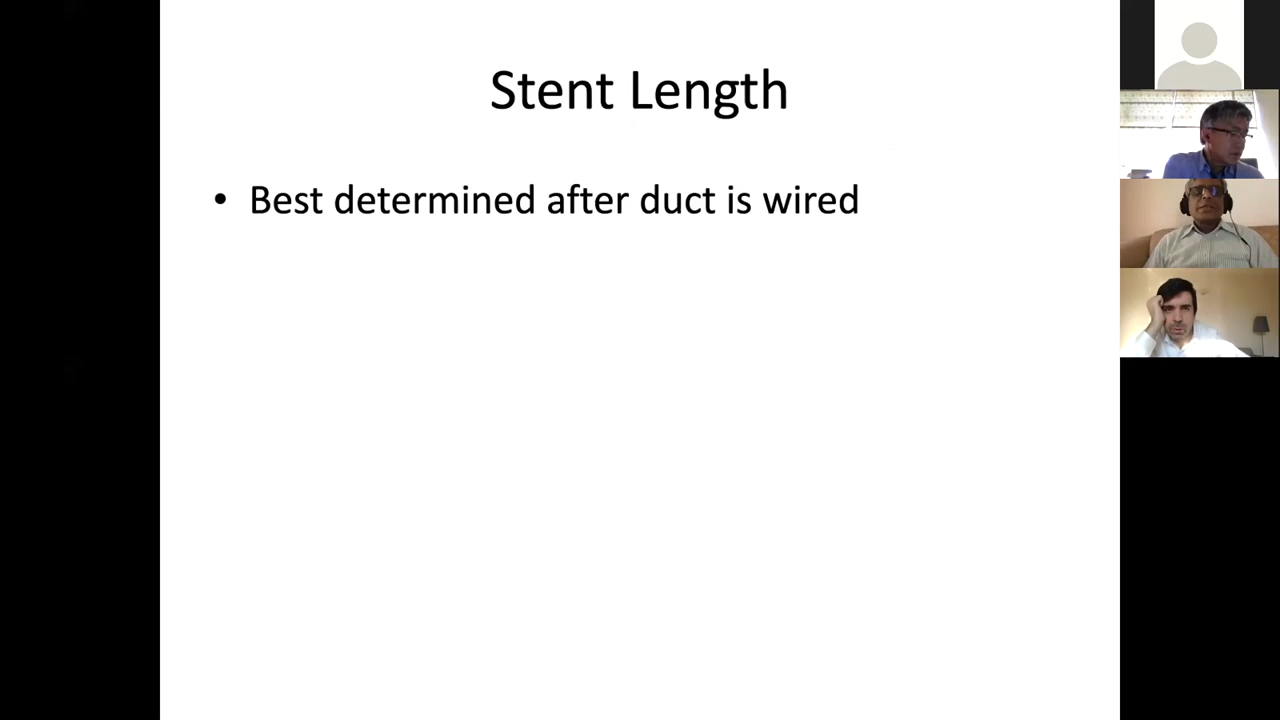 Stent Length
• Best determined after duct is wired